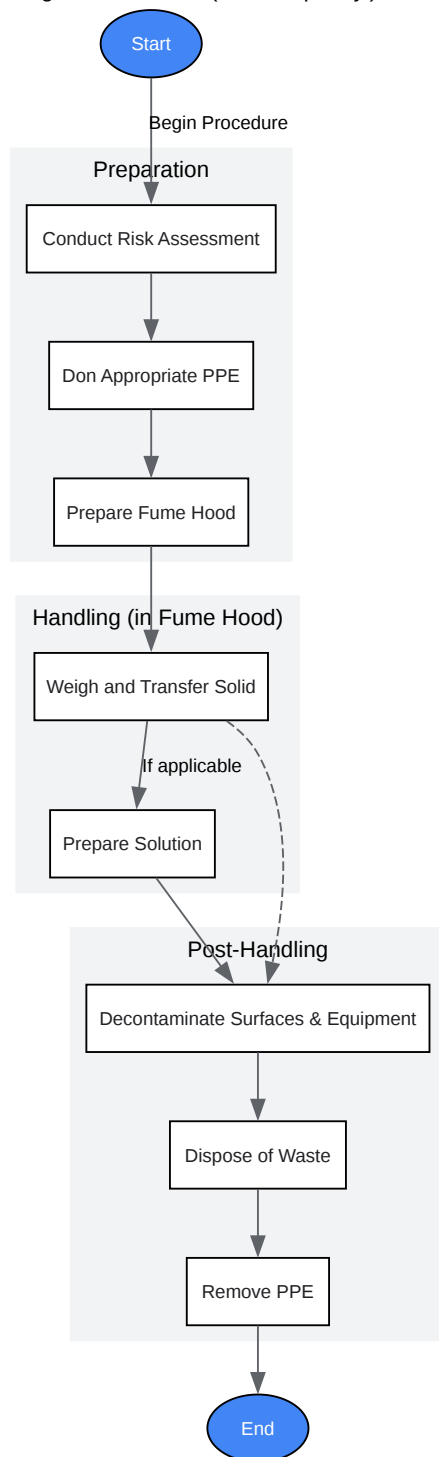 Start
Begin Procedure
Preparation
Conduct Risk Assessment
Don Appropriate PPE
Prepare Fume Hood
Handling (in Fume Hood)
Weigh and Transfer Solid
If applicable
Prepare Solution
Post-Handling
Decontaminate Surfaces & Equipment
Dispose of Waste
Remove PPE
End